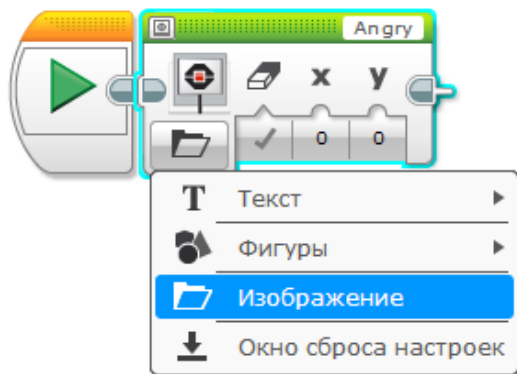 Angry
x y
0 0
T Текст
Фигуры
Изображение
Окно сброса настроек